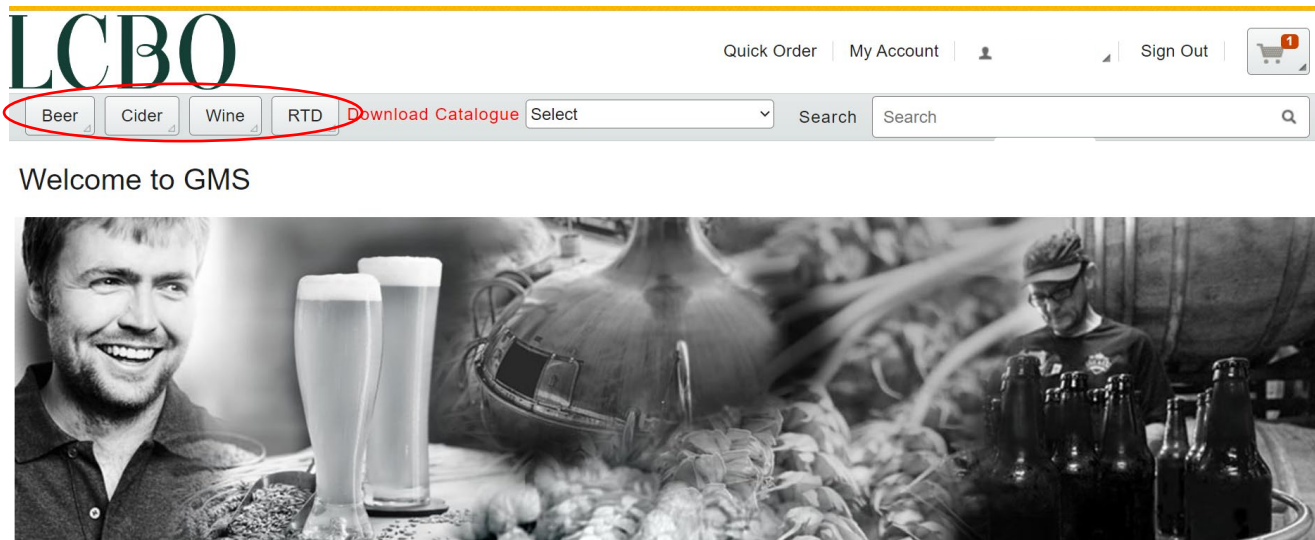 LCBO
Quick Order My Account Sign Out 1
Beer Cider Wine RTD Download Catalogue Select Search Search
Welcome to GMS